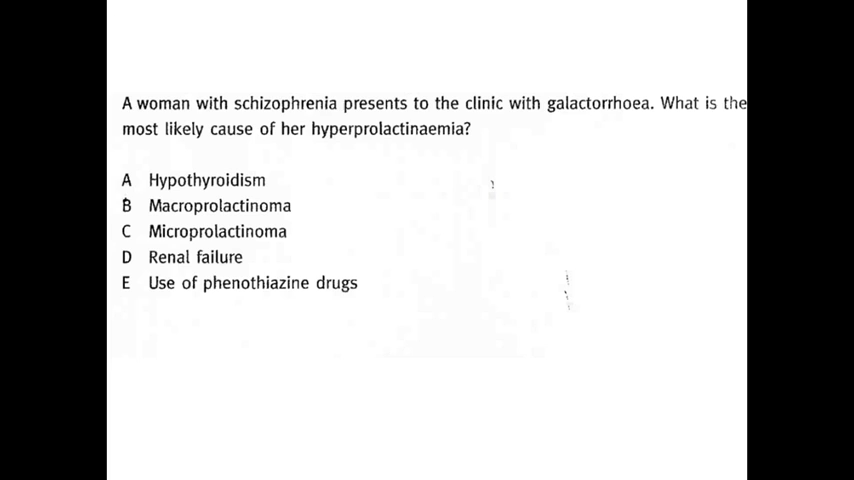 A woman with schizophrenia presents to the clinic with galactorrhoea. What is the
most likely cause of her hyperprolactinaemia?
A Hypothyroidism
B Macroprolactinoma
C Microprolactinoma
D Renal failure
E Use of phenothiazine drugs